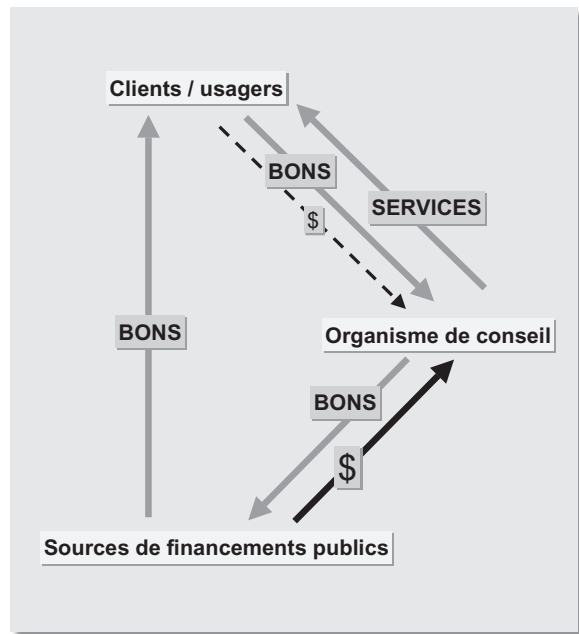 Clients / usagers
BONS
SERVICES
$
BONS
Organisme de conseil
BONS
$
Sources de financements publics